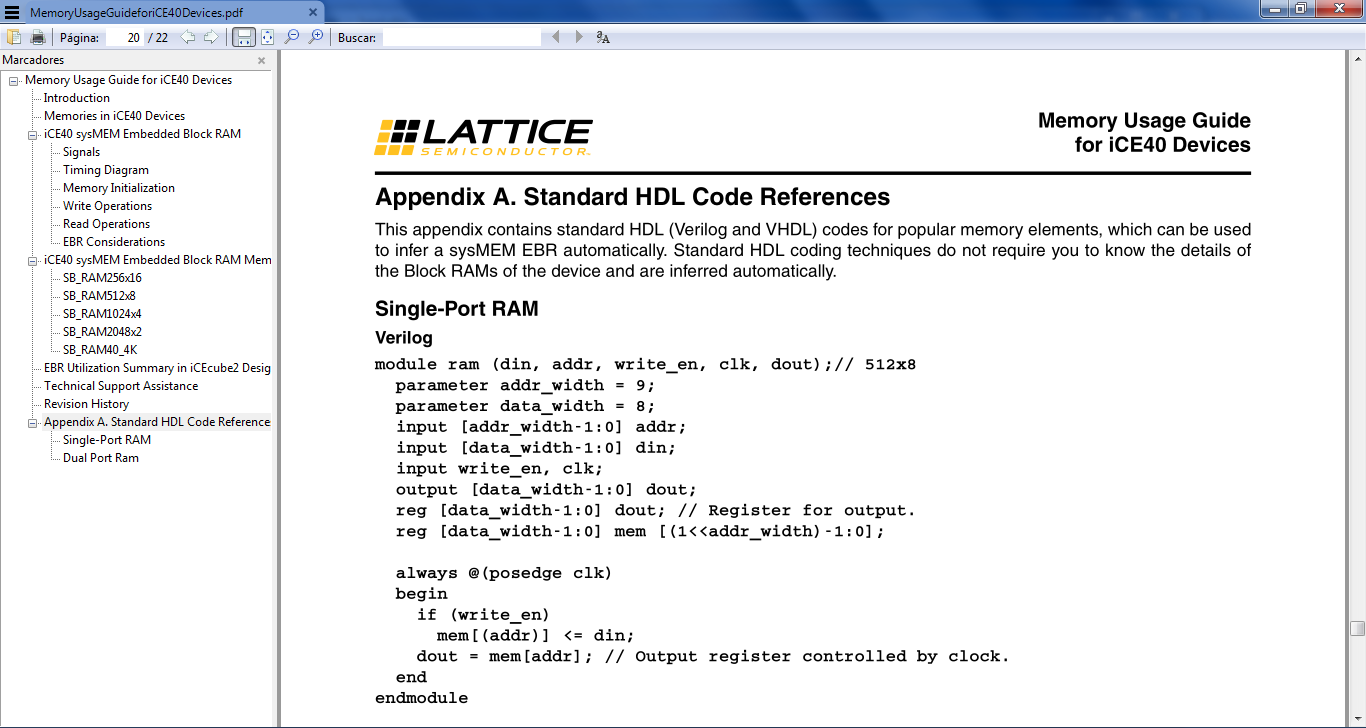 MemoryUsageGuideforiCE40Devices.pdf
Página: 20 / 22 Buscar:
Marcadores
Memory Usage Guide for iCE40 Devices
Introduction
Memories in iCE40 Devices
iCE40 sysMEM Embedded Block RAM
Signals
Timing Diagram
Memory Initialization
Write Operations
Read Operations
EBR Considerations
iCE40 sysMEM Embedded Block RAM Mem
SB_RAM256x16
SB_RAM512x8
SB_RAM1024x4
SB_RAM2048x2
SB_RAM40_4K
EBR Utilization Summary in iCEcube2 Desig
Technical Support Assistance
Revision History
Appendix A. Standard HDL Code Reference
Single-Port RAM
Dual Port Ram
LATTICE
SEMICONDUCTOR.
Memory Usage Guide
for iCE40 Devices
Appendix A. Standard HDL Code References
This appendix contains standard HDL (Verilog and VHDL) codes for popular memory elements, which can be used
to infer a sysMEM EBR automatically. Standard HDL coding techniques do not require you to know the details of
the Block RAMs of the device and are inferred automatically.
Single-Port RAM
Verilog
module ram (din, addr, write_en, clk, dout);// 512x8
parameter addr_width = 9;
parameter data_width = 8;
input [addr_width-1:0] addr;
input [data_width-1:0] din;
input write_en, clk;
output [data_width-1:0] dout;
reg [data_width-1:0] dout; // Register for output.
reg [data_width-1:0] mem [(1<<addr_width)-1:0];
always @(posedge clk)
begin
if (write_en)
mem[(addr)] <= din;
dout = mem[addr]; // Output register controlled by clock.
end
endmodule